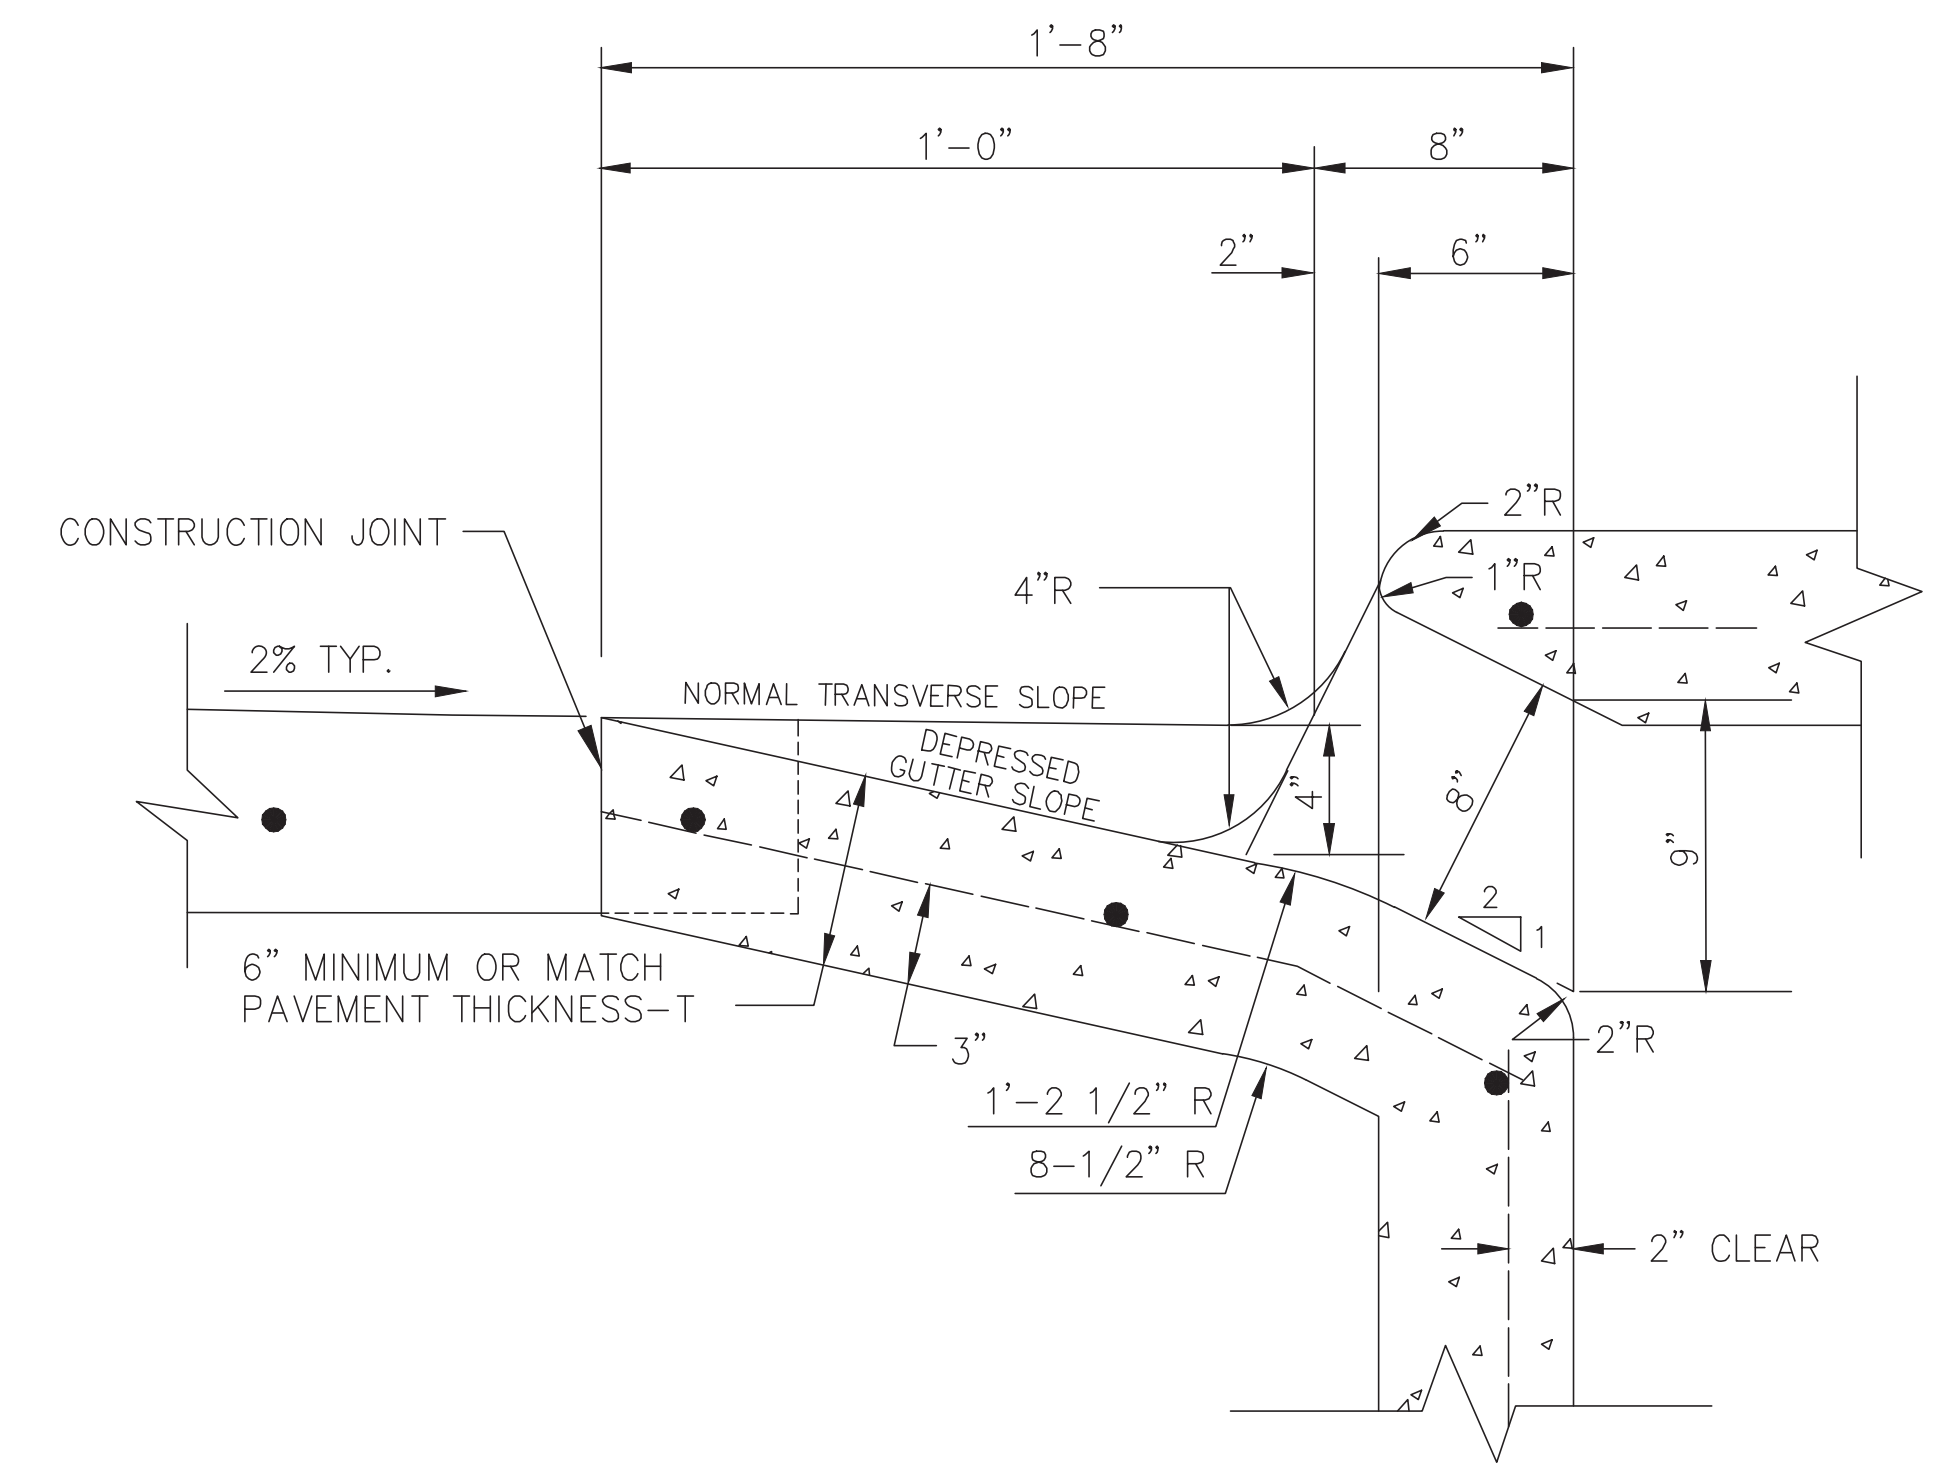 1'-8"
1'-0"
8"
2"
6"
2"R
CONSTRUCTION JOINT
4"R
1"R
2% TYP.
NORMAL TRANSVERSE SLOPE
DEPRESSED
GUTTER SLOPE
4"
8"
9"
2
1
6" MINIMUM OR MATCH
PAVEMENT THICKNESS-T
3"
2"R
1'-2 1/2" R
8-1/2" R
2" CLEAR